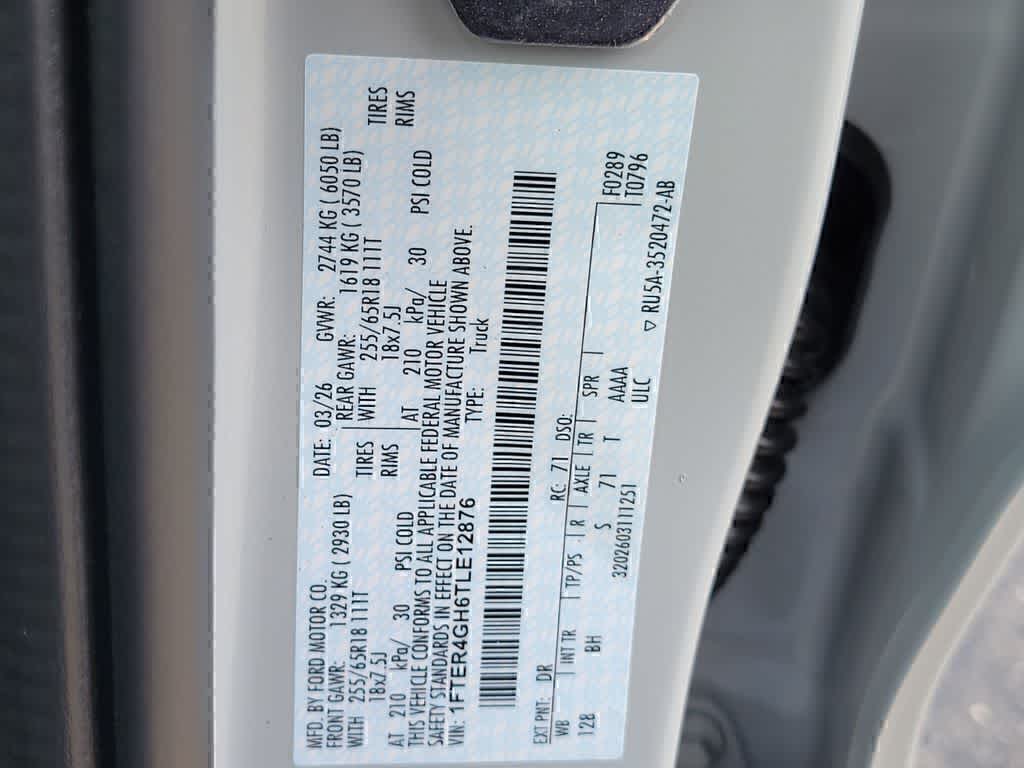 MFD. BY FORD MOTOR CO.
DATE: 03/26 GVWR: 2744 KG ( 6050 LB)
FRONT GAWR: 1329 KG ( 2930 LB) REAR GAWR: 1619 KG ( 3570 LB)
WITH 255/65R18 111T TIRES WITH 255/65R18 111T TIRES
18x7.5J RIMS 18x7.5J RIMS
AT 210 kPa/ 30 PSI COLD AT 210 kPa/ 30 PSI COLD
THIS VEHICLE CONFORMS TO ALL APPLICABLE FEDERAL MOTOR VEHICLE
SAFETY STANDARDS IN EFFECT ON THE DATE OF MANUFACTURE SHOWN ABOVE.
VIN: 1FTER4GH6TLE12876 TYPE: Truck
EXT PNT: DR RC: 71 DSO:
WB INT TR TP/PS R AXLE TR SPR F0289
128 BH S 71 T AAAA T0796
3202603111251 ULC
▽ RU5A-3520472-AB